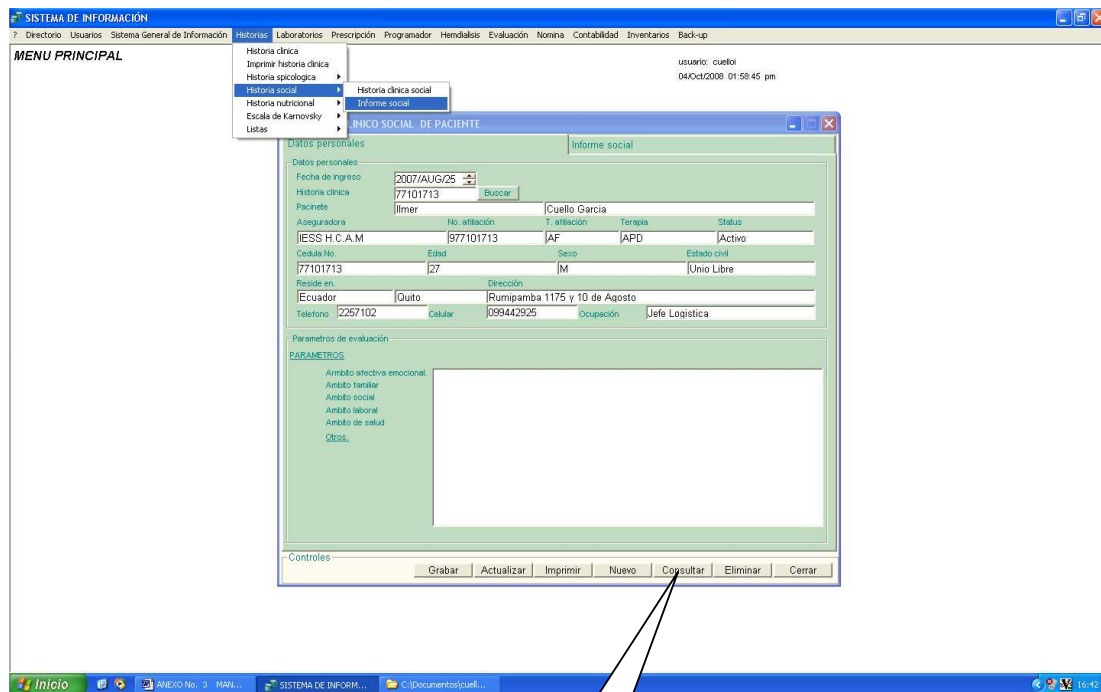 SISTEMA DE INFORMACIÓN
? Directorio Usuarios Sistema General de Información Historias Laboratorios Prescripción Programador Hemdialisis Evaluación Nomina Contabilidad Inventarios Back-up
MENU PRINCIPAL
usuario: cuelloi
04/Oct/2008 01:58:45 pm
Historia clinica
Imprimir historia clinica
Historia spicologica
Historia social
Historia nutricional
Escala de Karnovsky
Listas
Historia clinica social
Informe social
INICO SOCIAL DE PACIENTE
Datos personales Informe social
Datos personales
Fecha de ingreso 2007/AUG/25
Historia clinica 77101713 Buscar
Pacinete Ilmer Cuello Garcia
Aseguradora No. afiliación T. afiliación Terapia Status
IESS H.C.A.M 977101713 AF APD Activo
Cedula No. Edad Sexo Estado civil
77101713 27 M Unio Libre
Reside en. Dirección
Ecuador Quito Rumipamba 1175 y 10 de Agosto
Telefono 2257102 Celular 099442925 Ocupación Jefe Logistica
Parametros de evaluación
PARAMETROS
Armbito afectiva emocional.
Ambito familiar
Ambito social
Ambito laboral
Ambito de salud
Otros.
Controles
Grabar Actualizar Imprimir Nuevo Consultar Eliminar Cerrar
Inicio ANEXO No. 3 MAN... SISTEMA DE INFORM... C:\Documentos\cuell... 16:42